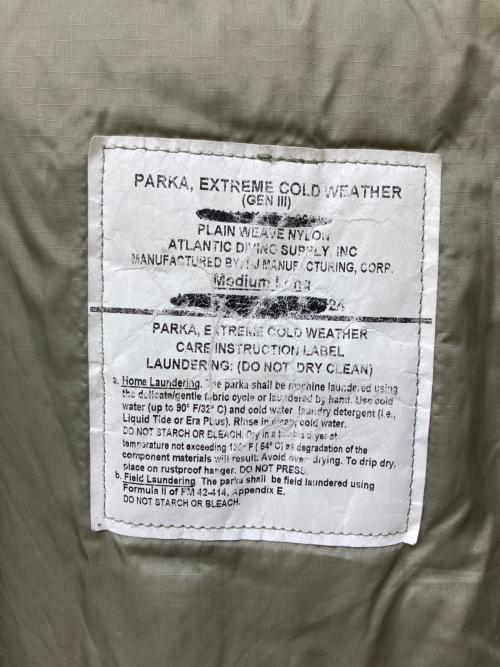 PARKA, EXTREME COLD WEATHER
(GEN III)
PLAIN WEAVE NYLON
ATLANTIC DIVING SUPPLY, INC
MANUFACTURED BY: MANUFACTURING, CORP.
Medium Long
24
PARKA, EXTREME COLD WEATHER
CARE INSTRUCTION LABEL
LAUNDERING: (DO NOT DRY CLEAN)
a. Home Laundering. The parka shall be machine laundered using
the delicate/gentle fabric cycle or laundered by hand. Use cold
water (up to 90° F/32° C) and cold water laundry detergent (i.e.,
Liquid Tide or Era Plus). Rinse in clean, cold water.
DO NOT STARCH OR BLEACH. Dry in a tumble dryer at
temperature not exceeding 130° F ( 54° C) as degradation of the
component materials will result. Avoid over drying. To drip dry,
place on rustproof hanger. DO NOT PRESS.
b. Field Laundering. The parka shall be field laundered using
Formula II of FM 42-414, Appendix E.
DO NOT STARCH OR BLEACH.